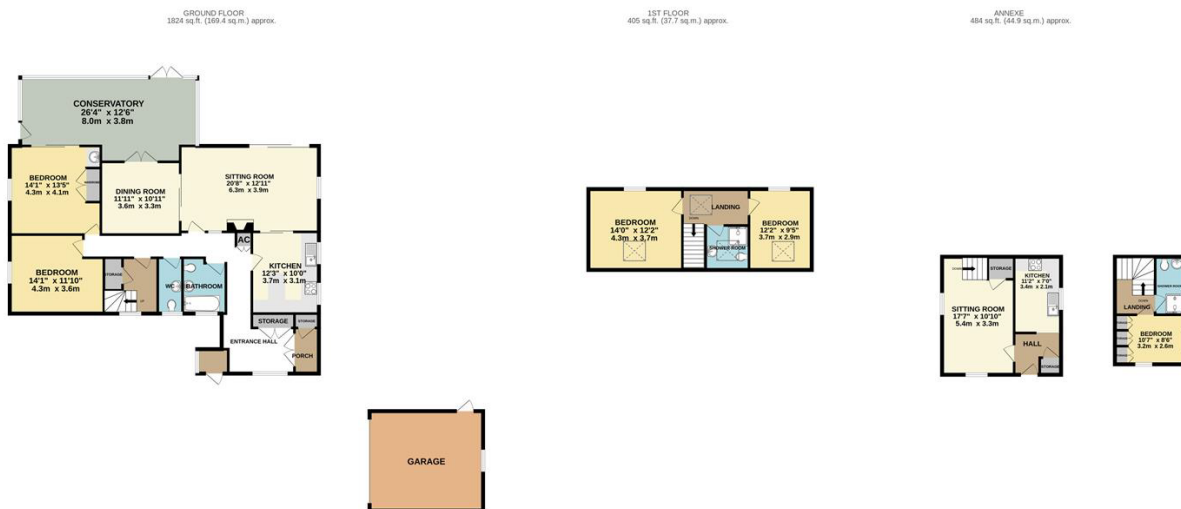 GROUND FLOOR
1824 sq.ft. (169.4 sq.m.) approx.
CONSERVATORY
26'4" x 12'6"
8.0m x 3.8m
BEDROOM
14'1" x 13'5"
4.3m x 4.1m
DINING ROOM
11'11" x 10'11"
3.6m x 3.3m
SITTING ROOM
20'8" x 12'11"
6.3m x 3.9m
BEDROOM
14'1" x 11'10"
4.3m x 3.6m
STORAGE
UP
WC
BATHROOM
AC
KITCHEN
12'3" x 10'0"
3.7m x 3.1m
STORAGE
STORAGE
ENTRANCE HALL
PORCH
GARAGE
1ST FLOOR
405 sq.ft. (37.7 sq.m.) approx.
BEDROOM
14'0" x 12'2"
4.3m x 3.7m
LANDING
DOWN
SHOWER ROOM
BEDROOM
12'2" x 9'5"
3.7m x 2.9m
ANNEXE
484 sq.ft. (44.9 sq.m.) approx.
STORAGE
KITCHEN
11'2" x 7'0"
3.4m x 2.1m
SITTING ROOM
17'7" x 10'10"
5.4m x 3.3m
HALL
STORAGE
SHOWER ROOM
LANDING
BEDROOM
10'7" x 8'6"
3.2m x 2.6m